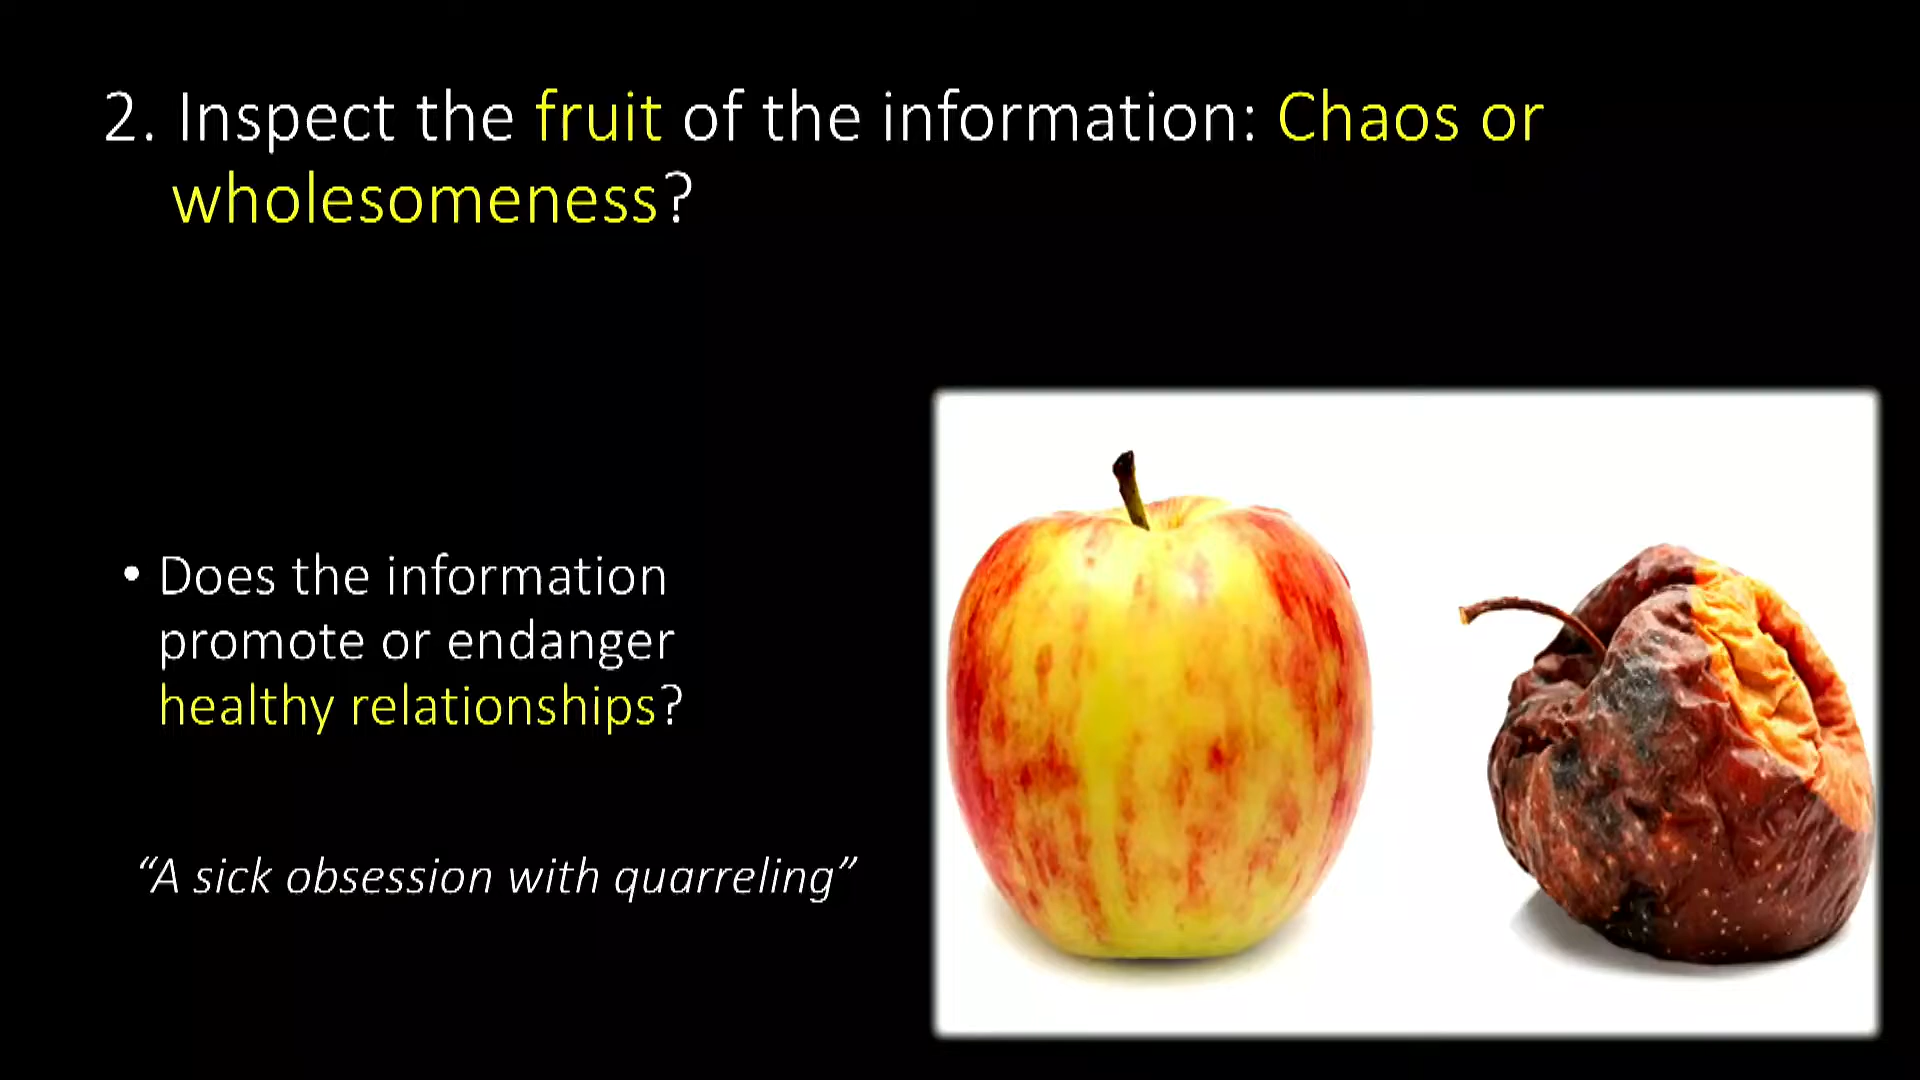 2. Inspect the fruit of the information: Chaos or
wholesomeness?
• Does the information
promote or endanger
healthy relationships?
“A sick obsession with quarreling”